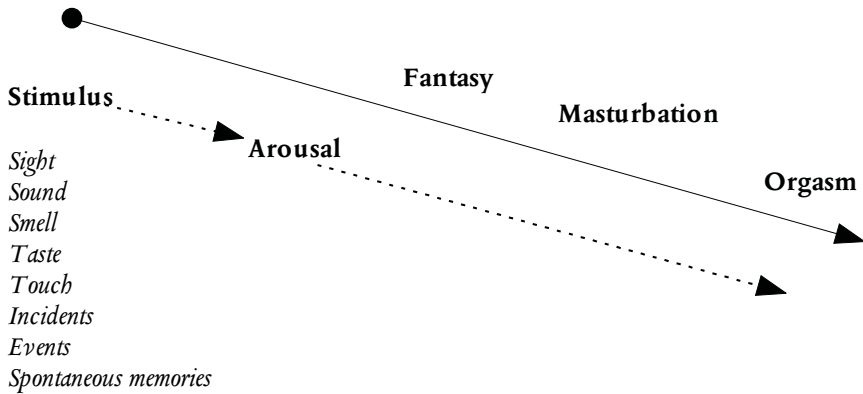 Fantasy
Stimulus
Masturbation
Arousal
Orgasm
Sight
Sound
Smell
Taste
Touch
Incidents
Events
Spontaneous memories